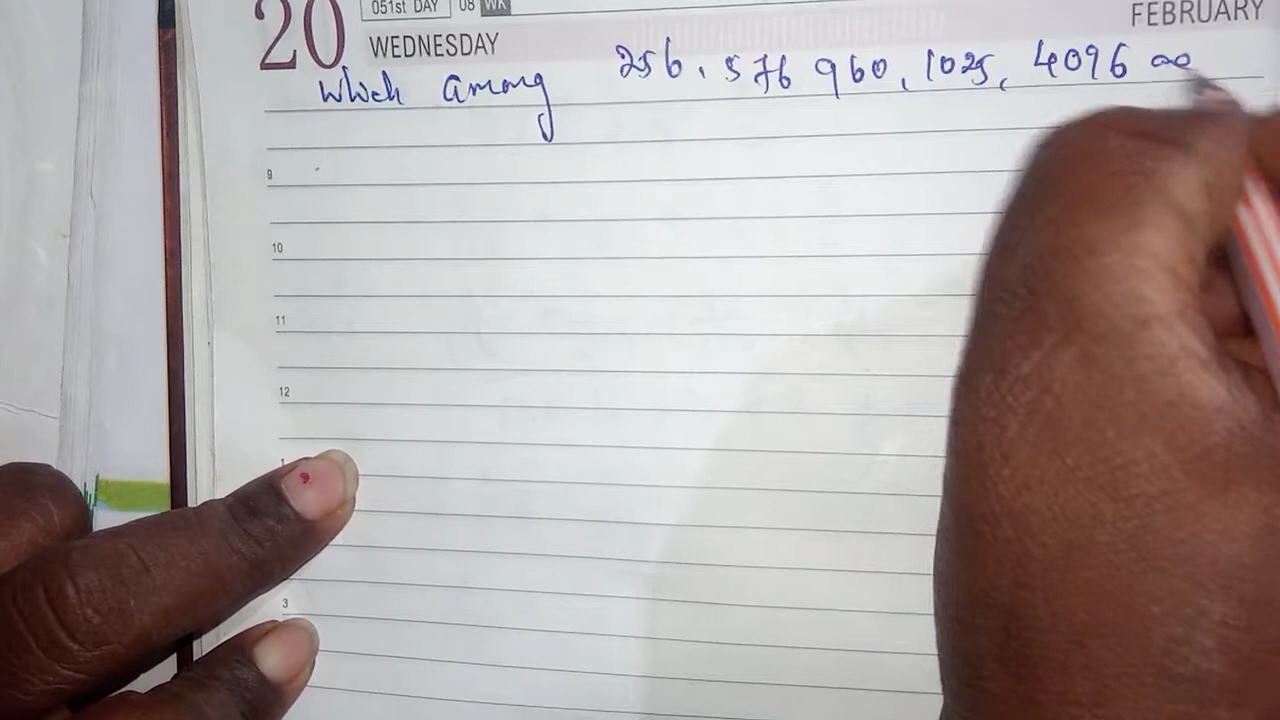 20 051st DAY 08 WK FEBRUARY
WEDNESDAY
Which among 256, 576 960, 1025, 4096
9
10
11
12
1
3